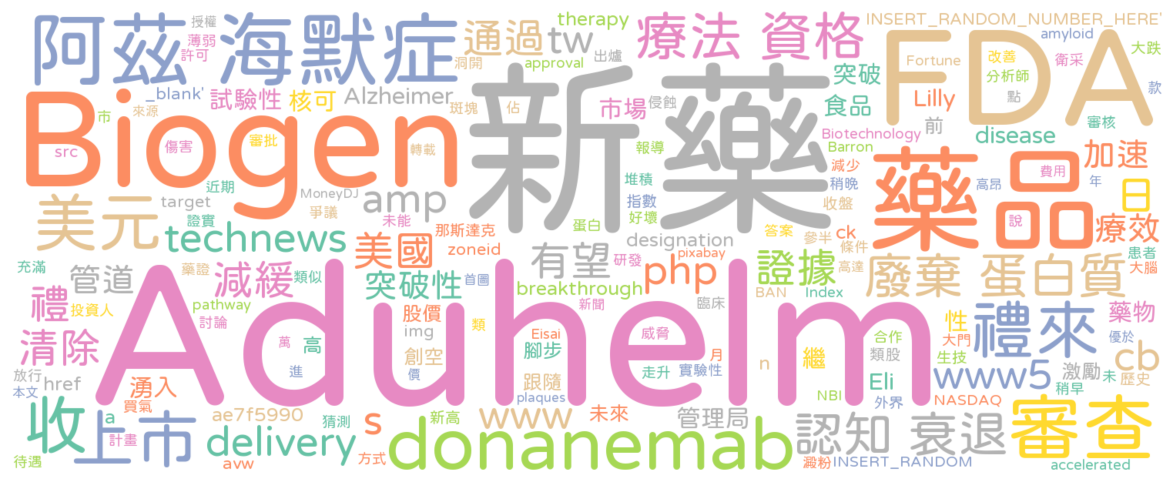 阿茲海默症
授權
薄弱
許可
通過
tw
therapy
出爐
洞開
approval
療法
資格
INSERT_RANDOM_NUMBER_HERE'
amyloid
大跌
改善
Fortune
分析師
衛采
款
FDA
_blank'
試驗性
核可
Alzheimer
斑塊
佔
市場
侵蝕
突破
食品
Lilly
點
前
審核
disease
Biogen
新藥
市
來源
審批
src
傷害
轉載
報導
Biotechnology
Barron
減少
藥品
加速
費用
近期
MoneyDJ
堆積
指數
稍晚
高昂
年
日
美元
target
證實
爭議
amp
未能
那斯達克
好壞
收盤
說
療效
蛋白
答案
參半
ck
條件
technews
美國
zoneid
有望
designation
pixabay
研發
php
證據
高達
患者
大腦
廢棄
蛋白質
充滿
管道
藥證
減緩
類似
突破性
首圖
breakthrough
臨床
BAN
Index
禮
投資人
pathway
股價
img
類
新聞
禮來
藥物
性
合作
優於
清除
討論
萬
高
創空
Eisai
腳步
威脅
月
n
繼
類股
大門
生技
cb
放行
href
進
價
跟隨
走升
實驗性
Eli
www5
激勵
未
歷史
本文
湧入
買氣
Aduhelm
plaques
NBI
外界
NASDAQ
稍早
收
上市
a
ae7f5990
猜測
s
www
新高
未來
管理局
認知
衰退
審查
計畫
delivery
待遇
avw
方式
donanemab
澱粉
INSERT_RANDOM
accelerated